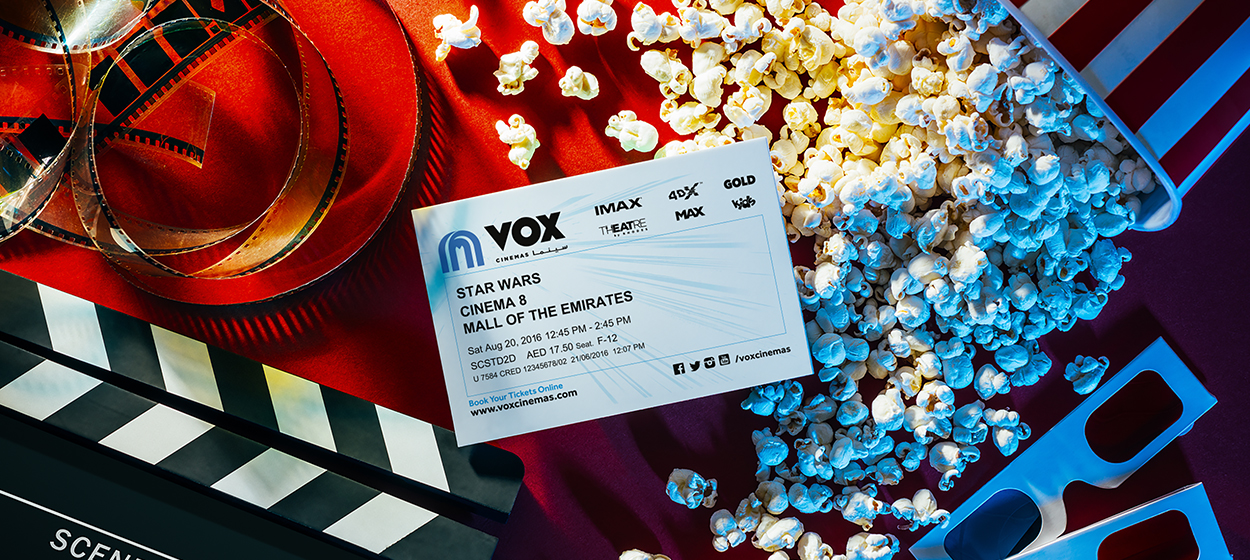 VOX
CINEMAS سينما
IMAX
4DX™
GOLD
THEATRE
MAX
Kids
STAR WARS
CINEMA 8
MALL OF THE EMIRATES
Sat Aug 20, 2016 12:45 PM - 2:45 PM
SCSTD2D AED 17.50 Seat. F-12
U 7584 CRED 12345678/02 21/06/2016 12:07 PM
/voxcinemas
Book Your Tickets Online
www.voxcinemas.com